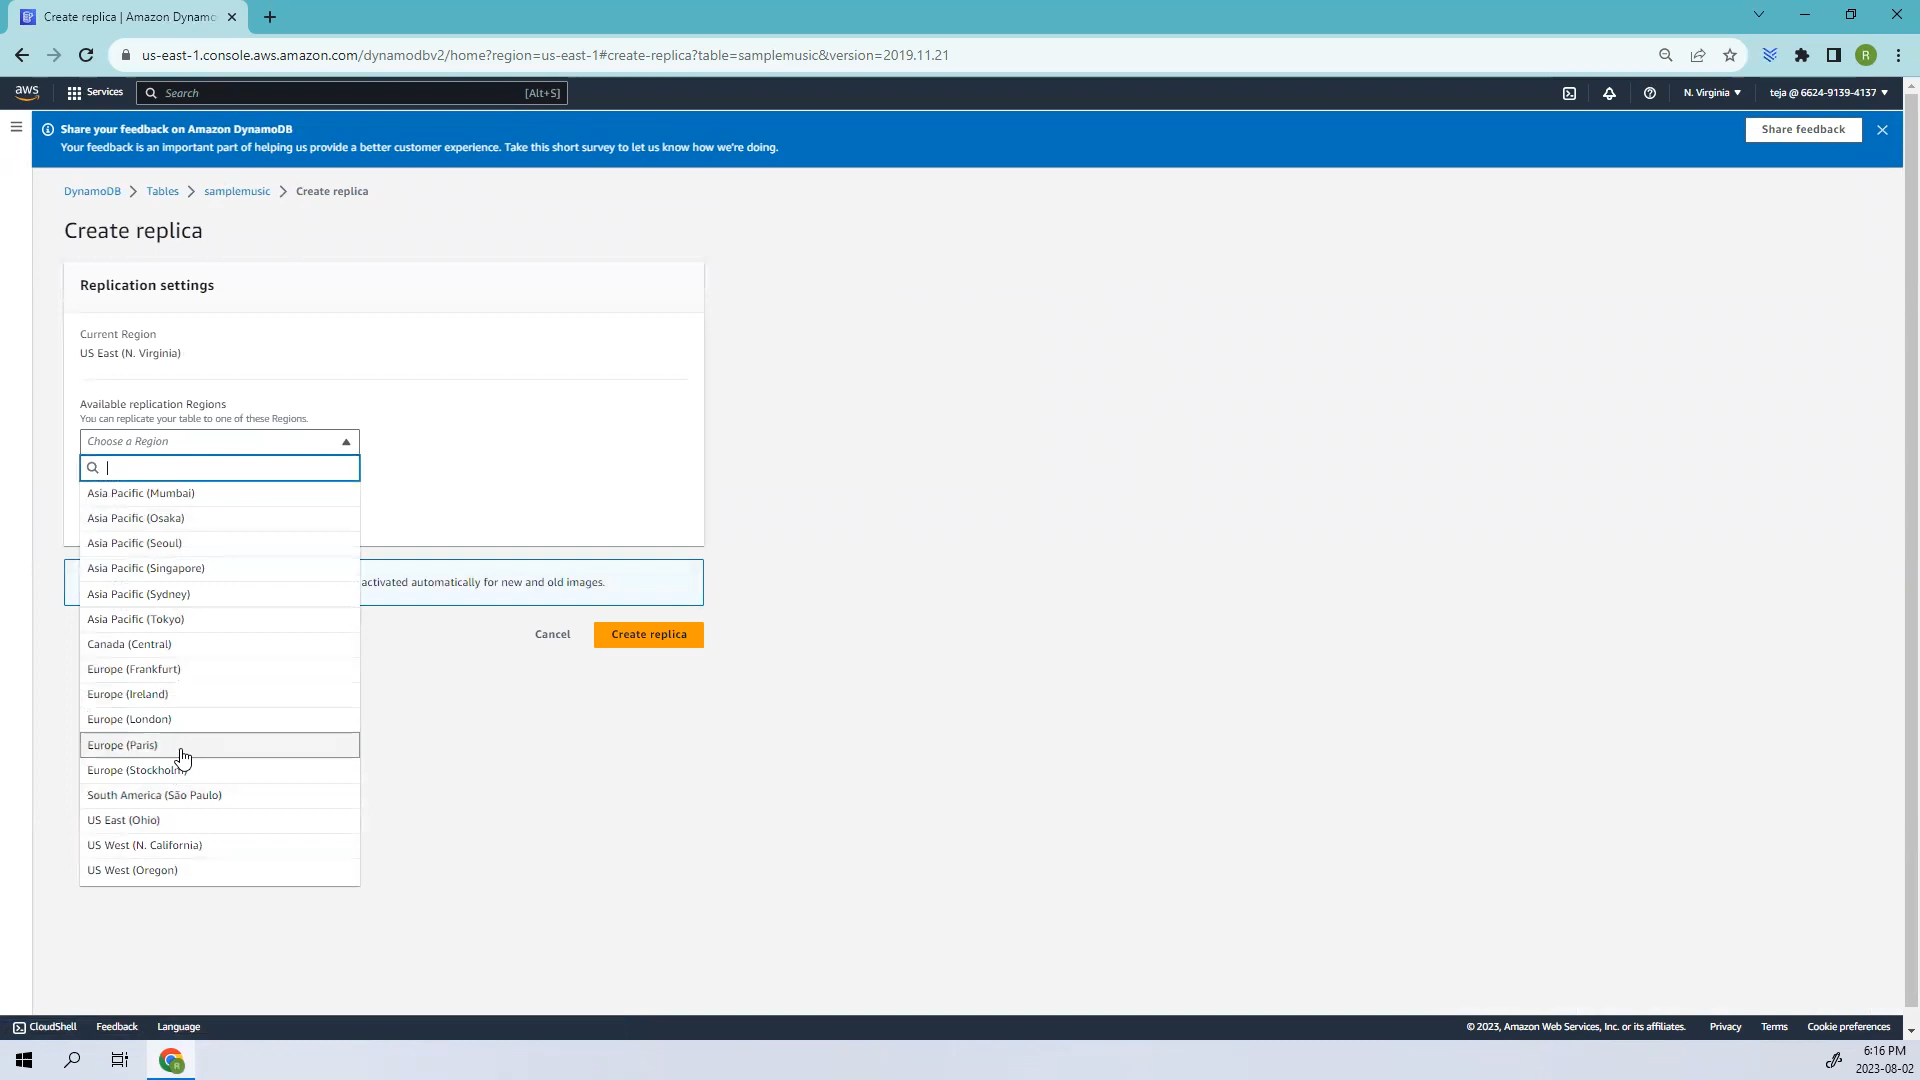 Create replica | Amazon Dynamo
us-east-1.console.aws.amazon.com/dynamodbv2/home?region=us-east-1#create-replica?table=samplemusic&version=2019.11.21
R
aws
Services
Search
[Alt+S]
N. Virginia
teja @ 6624-9139-4137
Share your feedback on Amazon DynamoDB
Your feedback is an important part of helping us provide a better customer experience. Take this short survey to let us know how we're doing.
Share feedback
DynamoDB
Tables
samplemusic
Create replica
Create replica
Replication settings
Current Region
US East (N. Virginia)
Available replication Regions
You can replicate your table to one of these Regions.
Choose a Region
Asia Pacific (Mumbai)
Asia Pacific (Osaka)
Asia Pacific (Seoul)
Asia Pacific (Singapore)
activated automatically for new and old images.
Asia Pacific (Sydney)
Asia Pacific (Tokyo)
Cancel
Create replica
Canada (Central)
Europe (Frankfurt)
Europe (Ireland)
Europe (London)
Europe (Paris)
Europe (Stockholm)
South America (São Paulo)
US East (Ohio)
US West (N. California)
US West (Oregon)
CloudShell
Feedback
Language
© 2023, Amazon Web Services, Inc. or its affiliates.
Privacy
Terms
Cookie preferences
R
6:16 PM
2023-08-02